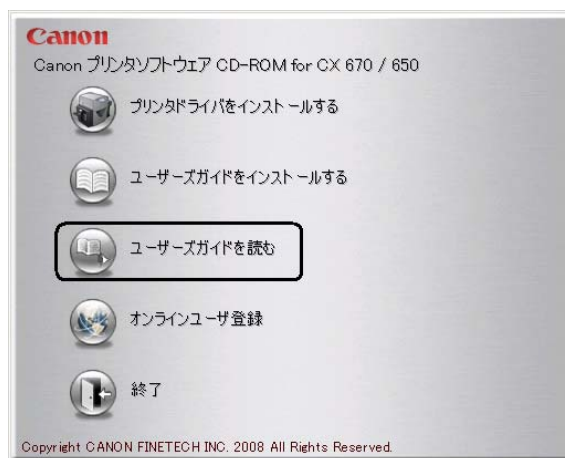 Canon
Canon プリンタソフトウェア CD-ROM for CX 670 / 650
プリンタドライバをインストールする
ユーザーズガイドをインストールする
ユーザーズガイドを読む
オンラインユーザ登録
終了
Copyright CANON FINETECH INC. 2008 All Rights Reserved.